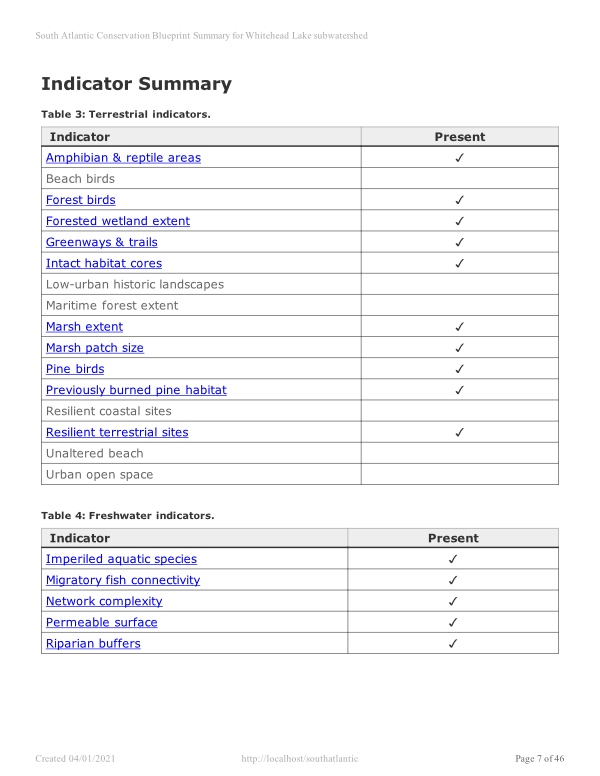 South Atlantic Conservation Blueprint Summary for Whitehead Lake subwatershed
Indicator Summary
Table 3: Terrestrial indicators.
Indicator Present
Amphibian & reptile areas ✓
Beach birds
Forest birds ✓
Forested wetland extent ✓
Greenways & trails ✓
Intact habitat cores ✓
Low-urban historic landscapes
Maritime forest extent
Marsh extent ✓
Marsh patch size ✓
Pine birds ✓
Previously burned pine habitat ✓
Resilient coastal sites
Resilient terrestrial sites ✓
Unaltered beach
Urban open space
Table 4: Freshwater indicators.
Indicator Present
Imperiled aquatic species ✓
Migratory fish connectivity ✓
Network complexity ✓
Permeable surface ✓
Riparian buffers ✓
Created 04/01/2021 http://localhost/southatlantic Page 7 of 46